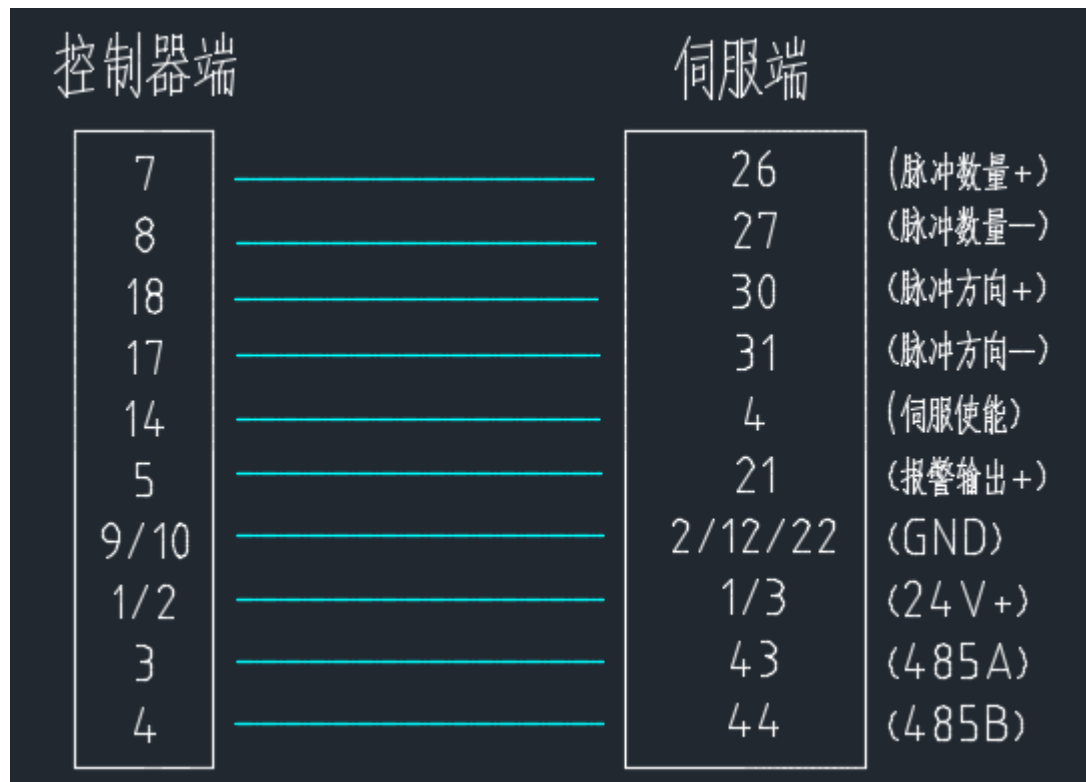 控制器端 伺服端
7 26 (脉冲数量+)
8 27 (脉冲数量—)
18 30 (脉冲方向+)
17 31 (脉冲方向—)
14 4 (伺服使能)
5 21 (报警输出+)
9/10 2/12/22 (GND)
1/2 1/3 (24V+)
3 43 (485A)
4 44 (485B)